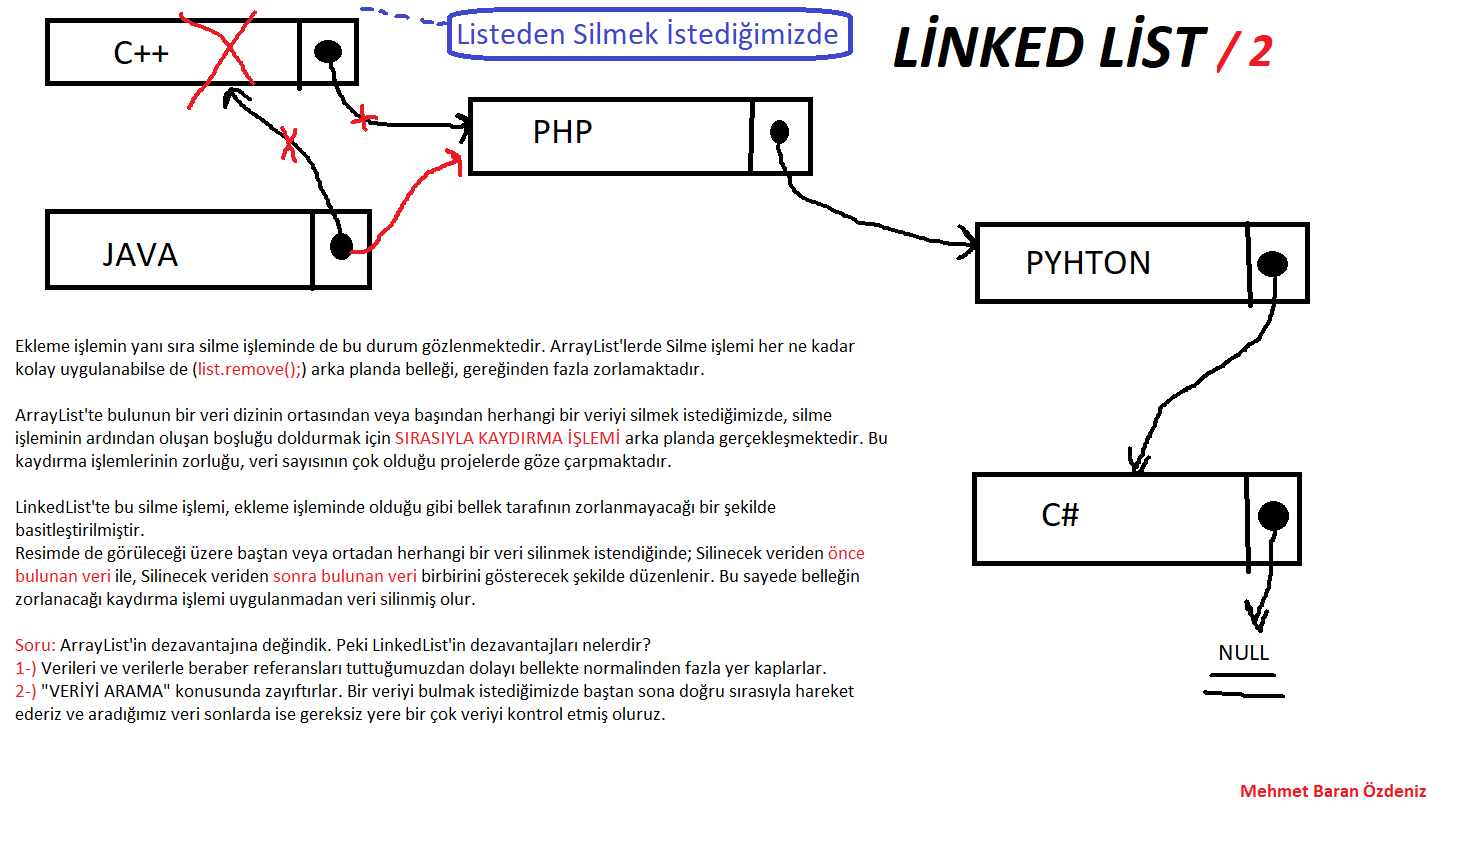 LİNKED LİST / 2
Listeden Silmek İstediğimizde
C++
PHP
JAVA
PYHTON
C#
NULL
Ekleme işlemin yanı sıra silme işleminde de bu durum gözlenmektedir. ArrayList'lerde Silme işlemi her ne kadar
kolay uygulanabilse de (list.remove();) arka planda belleği, gereğinden fazla zorlamaktadır.
ArrayList'te bulunun bir veri dizinin ortasından veya başından herhangi bir veriyi silmek istediğimizde, silme
işleminin ardından oluşan boşluğu doldurmak için SIRASIYLA KAYDIRMA İŞLEMİ arka planda gerçekleşmektedir. Bu
kaydırma işlemlerinin zorluğu, veri sayısının çok olduğu projelerde göze çarpmaktadır.
LinkedList'te bu silme işlemi, ekleme işleminde olduğu gibi bellek tarafının zorlanmayacağı bir şekilde
basitleştirilmiştir.
Resimde de görüleceği üzere baştan veya ortadan herhangi bir veri silinmek istendiğinde; Silinecek veriden önce
bulunan veri ile, Silinecek veriden sonra bulunan veri birbirini gösterecek şekilde düzenlenir. Bu sayede belleğin
zorlanacağı kaydırma işlemi uygulanmadan veri silinmiş olur.
Soru: ArrayList'in dezavantajına değindik. Peki LinkedList'in dezavantajları nelerdir?
1-) Verileri ve verilerle beraber referansları tuttuğumuzdan dolayı bellekte normalinden fazla yer kaplarlar.
2-) "VERİYİ ARAMA" konusunda zayıftırlar. Bir veriyi bulmak istediğimizde baştan sona doğru sırasıyla hareket
ederiz ve aradığımız veri sonlarda ise gereksiz yere bir çok veriyi kontrol etmiş oluruz.
Mehmet Baran Özdeniz